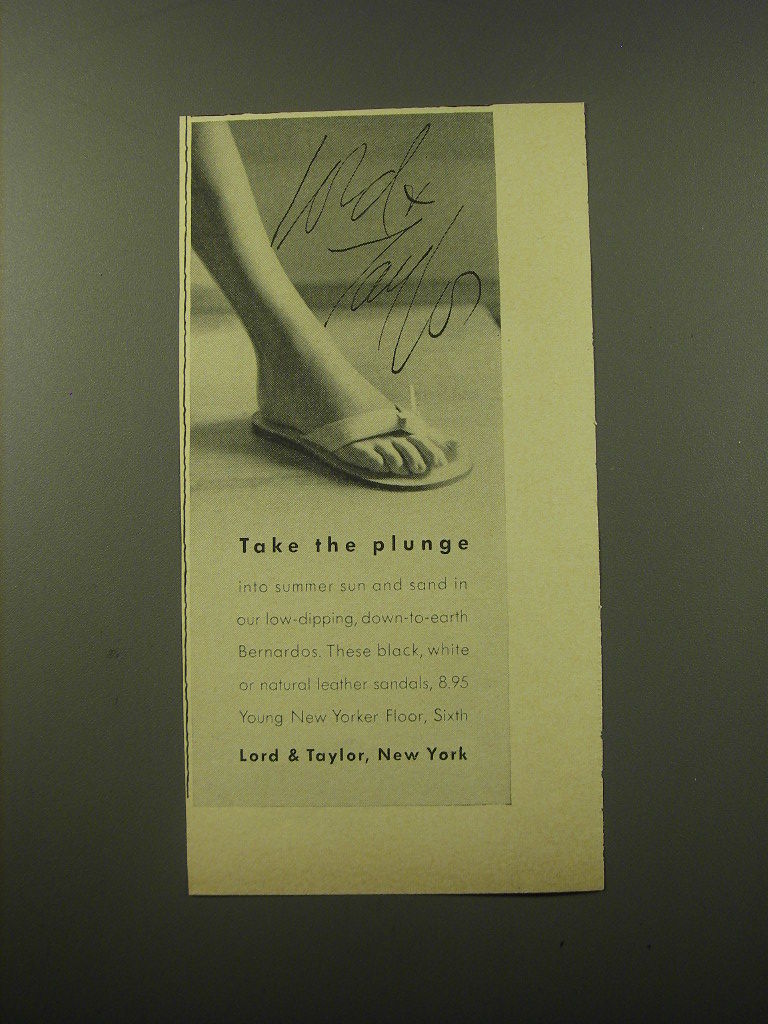 Lord &
Taylor
Take the plunge
into summer sun and sand in
our low-dipping, down-to-earth
Bernardos. These black, white
or natural leather sandals, 8.95
Young New Yorker Floor, Sixth
Lord & Taylor, New York